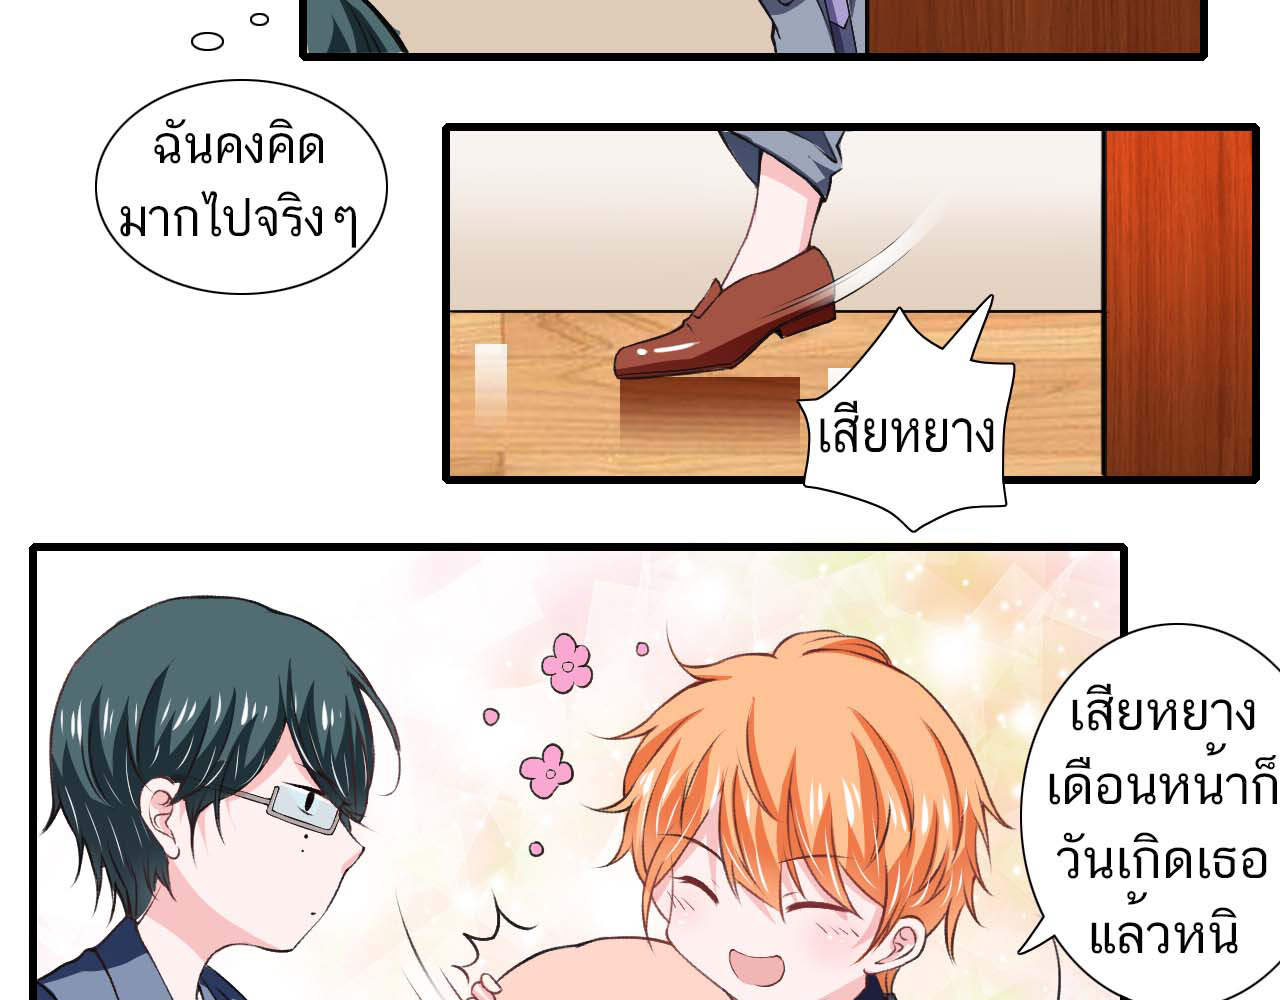 ฉันคงคิด
มากไปจริงๆ
เสียหยาง
เสียหยาง
เดือนหน้าก็
วันเกิดเธอ
แล้วหนิ